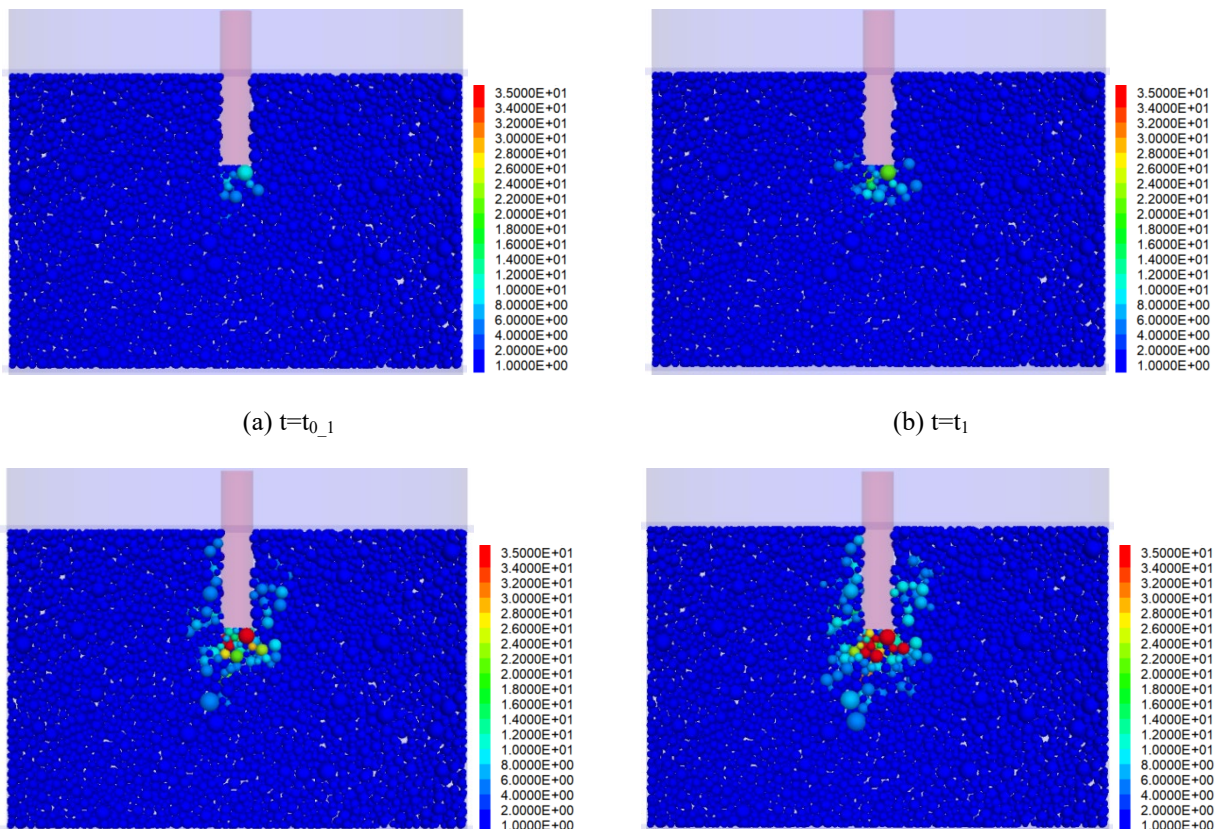 3.5000E+01
3.4000E+01
3.2000E+01
3.0000E+01
2.8000E+01
2.6000E+01
2.4000E+01
2.2000E+01
2.0000E+01
1.8000E+01
1.6000E+01
1.4000E+01
1.2000E+01
1.0000E+01
8.0000E+00
6.0000E+00
4.0000E+00
2.0000E+00
1.0000E+00
3.5000E+01
3.4000E+01
3.2000E+01
3.0000E+01
2.8000E+01
2.6000E+01
2.4000E+01
2.2000E+01
2.0000E+01
1.8000E+01
1.6000E+01
1.4000E+01
1.2000E+01
1.0000E+01
8.0000E+00
6.0000E+00
4.0000E+00
2.0000E+00
1.0000E+00
(a) t=t0_1
(b) t=t1
3.5000E+01
3.4000E+01
3.2000E+01
3.0000E+01
2.8000E+01
2.6000E+01
2.4000E+01
2.2000E+01
2.0000E+01
1.8000E+01
1.6000E+01
1.4000E+01
1.2000E+01
1.0000E+01
8.0000E+00
6.0000E+00
4.0000E+00
2.0000E+00
1.0000E+00
3.5000E+01
3.4000E+01
3.2000E+01
3.0000E+01
2.8000E+01
2.6000E+01
2.4000E+01
2.2000E+01
2.0000E+01
1.8000E+01
1.6000E+01
1.4000E+01
1.2000E+01
1.0000E+01
8.0000E+00
6.0000E+00
4.0000E+00
2.0000E+00
1.0000E+00